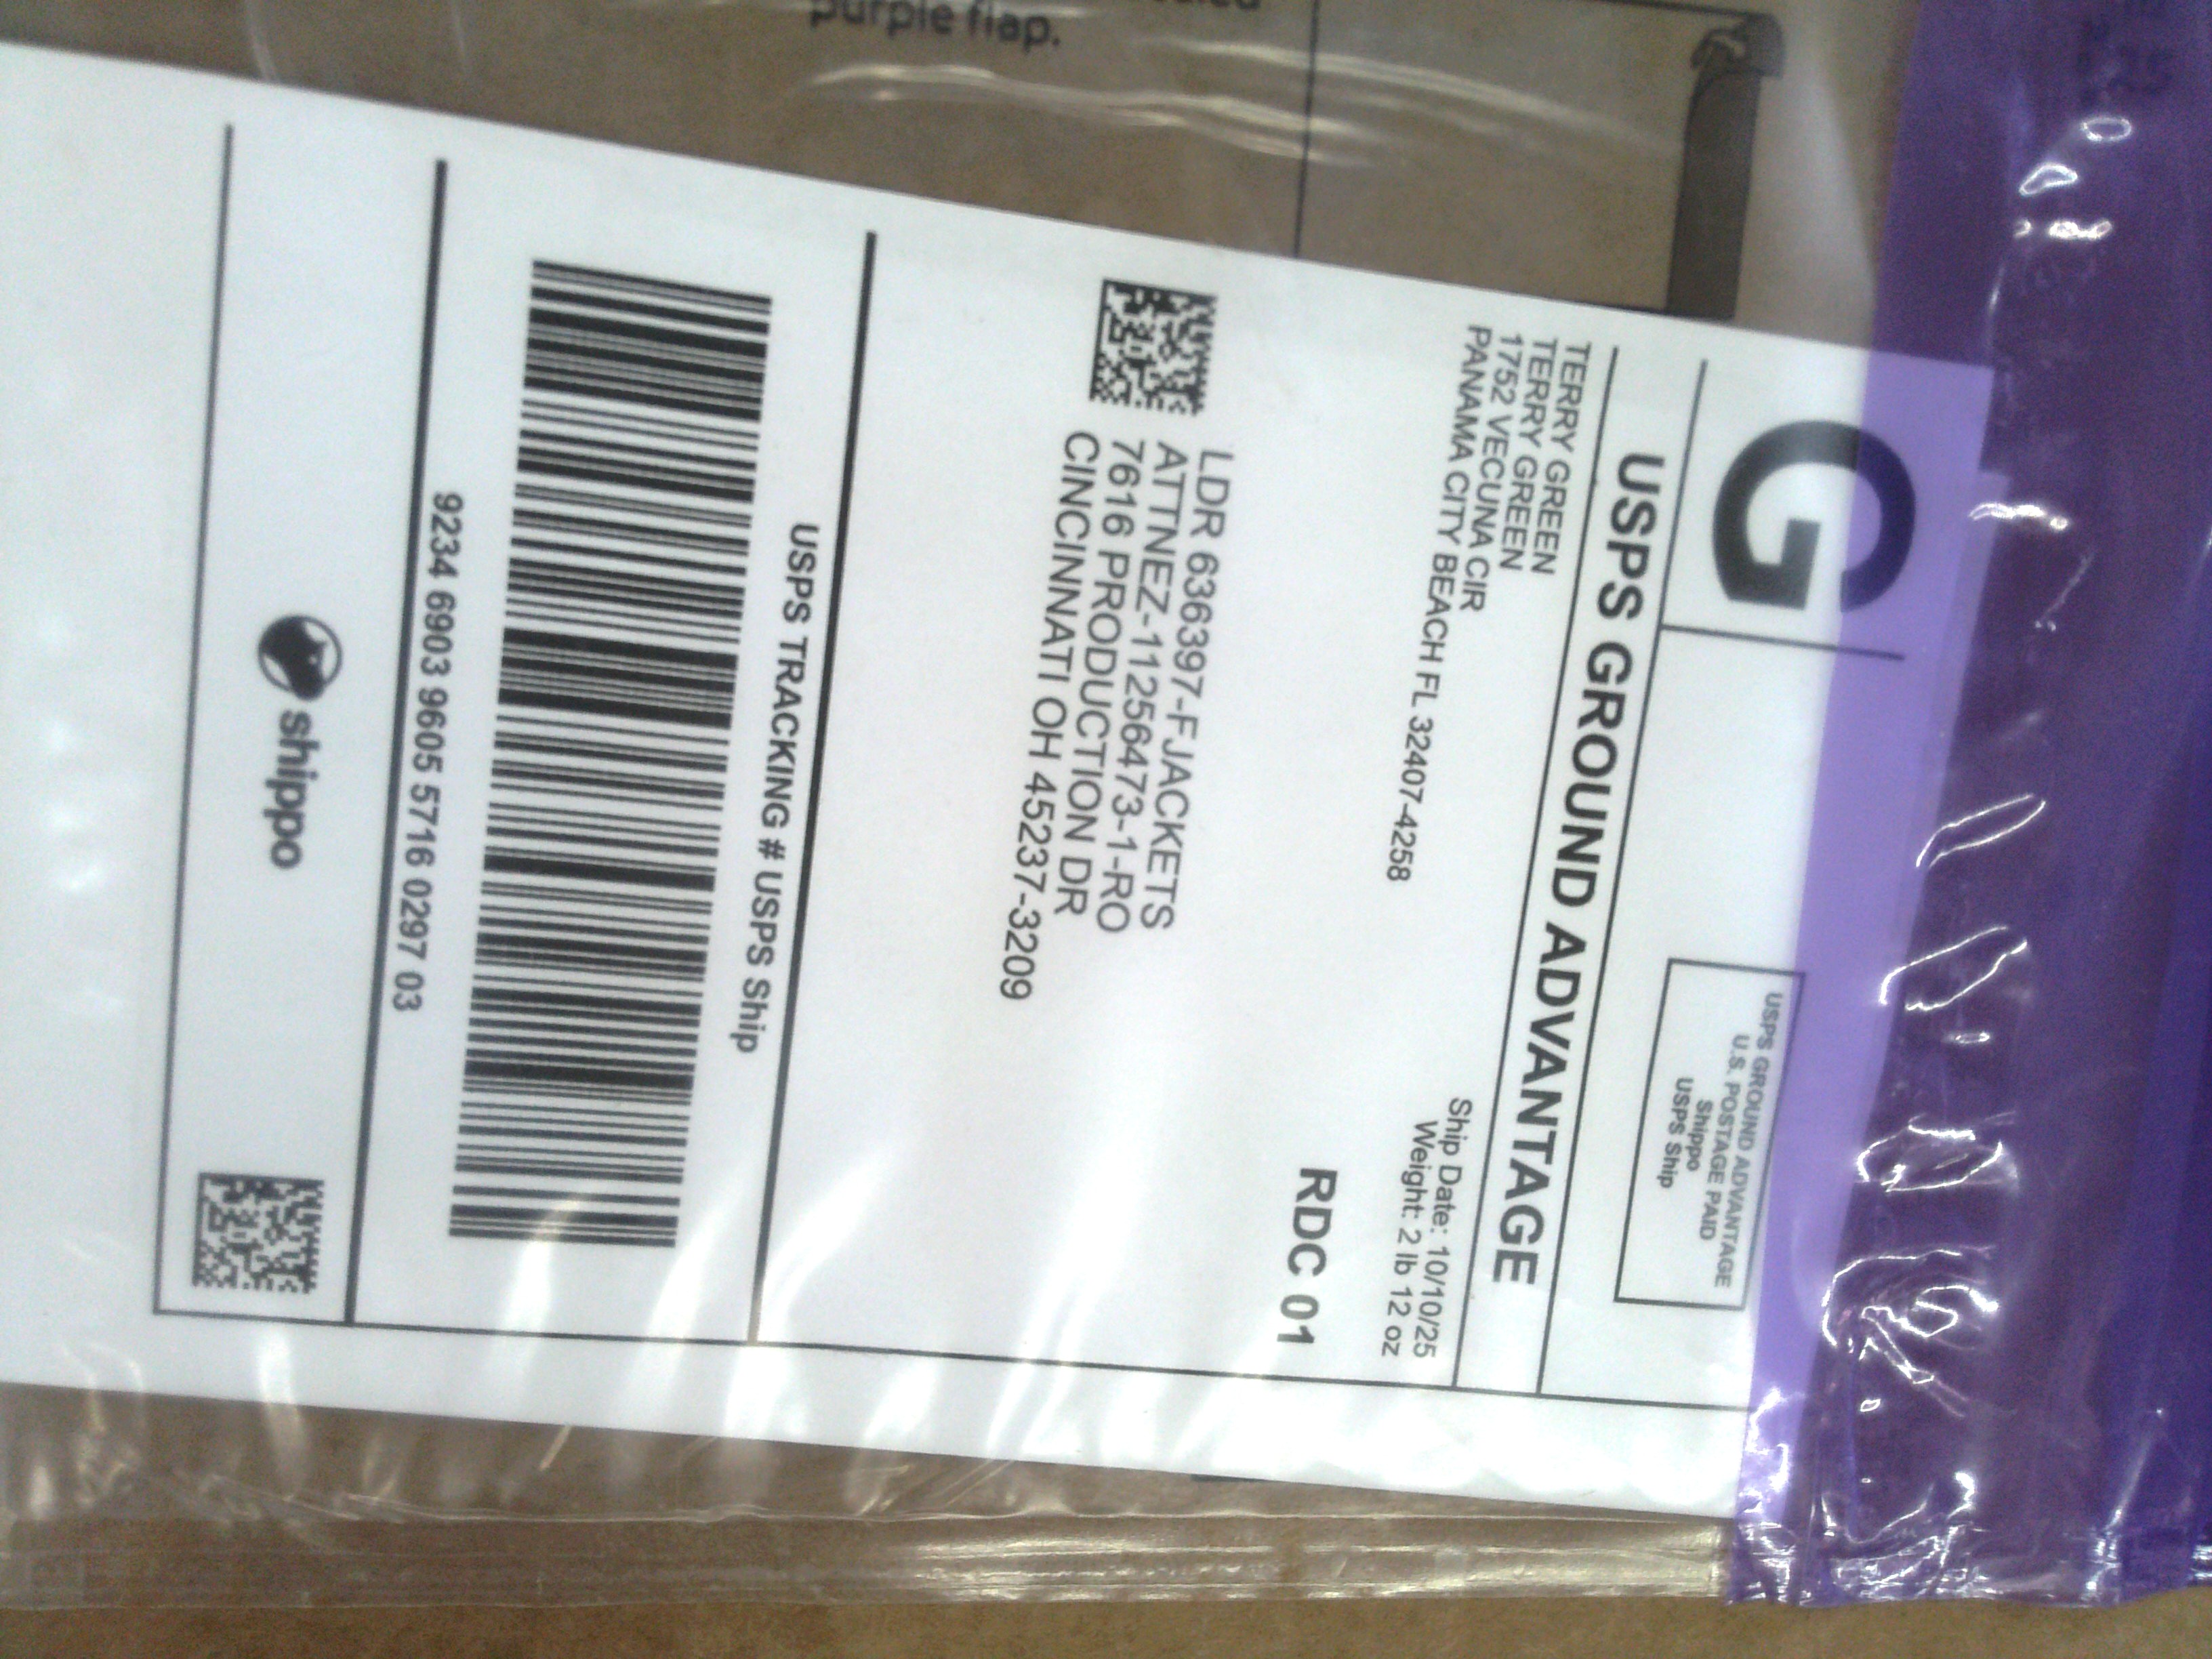 purple flap.
G
USPS GROUND ADVANTAGE
U.S. POSTAGE PAID
Shippo
USPS Ship
USPS GROUND ADVANTAGE
TERRY GREEN
TERRY GREEN
1752 VECUNA CIR
PANAMA CITY BEACH FL 32407-4258
Ship Date: 10/10/25
Weight: 2 lb 12 oz
RDC 01
LDR 636397-FJACKETS
ATTNEZ-11256473-1-RO
7616 PRODUCTION DR
CINCINNATI OH 45237-3209
USPS TRACKING # USPS Ship
9234 6903 9605 5716 0297 03
shippo